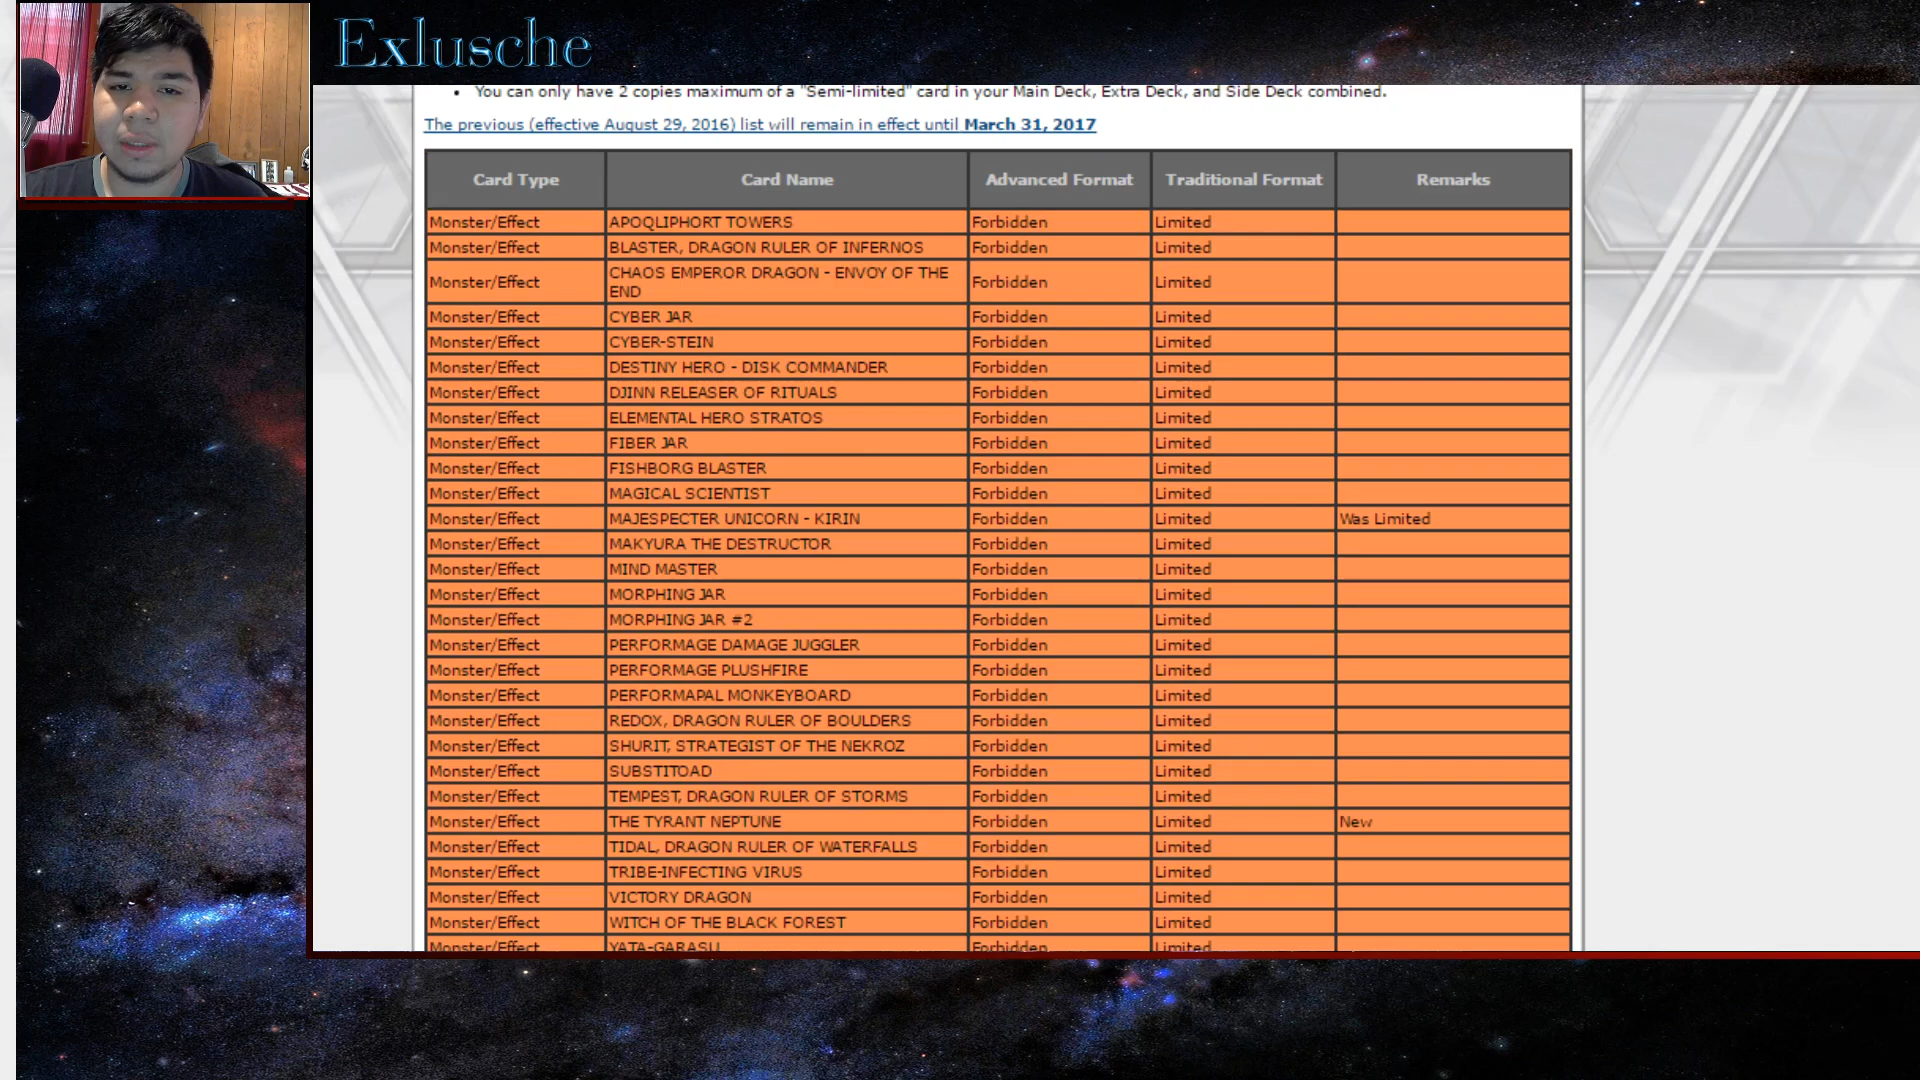 Exlusche
• You can only have 2 copies maximum of a "Semi-limited" card in your Main Deck, Extra Deck, and Side Deck combined.
The previous (effective August 29, 2016) list will remain in effect until March 31, 2017
Card Type Card Name Advanced Format Traditional Format Remarks
Monster/Effect APOQLIPHORT TOWERS Forbidden Limited
Monster/Effect BLASTER, DRAGON RULER OF INFERNOS Forbidden Limited
Monster/Effect CHAOS EMPEROR DRAGON - ENVOY OF THE
END Forbidden Limited
Monster/Effect CYBER JAR Forbidden Limited
Monster/Effect CYBER-STEIN Forbidden Limited
Monster/Effect DESTINY HERO - DISK COMMANDER Forbidden Limited
Monster/Effect DJINN RELEASER OF RITUALS Forbidden Limited
Monster/Effect ELEMENTAL HERO STRATOS Forbidden Limited
Monster/Effect FIBER JAR Forbidden Limited
Monster/Effect FISHBORG BLASTER Forbidden Limited
Monster/Effect MAGICAL SCIENTIST Forbidden Limited
Monster/Effect MAJESPECTER UNICORN - KIRIN Forbidden Limited Was Limited
Monster/Effect MAKYURA THE DESTRUCTOR Forbidden Limited
Monster/Effect MIND MASTER Forbidden Limited
Monster/Effect MORPHING JAR Forbidden Limited
Monster/Effect MORPHING JAR #2 Forbidden Limited
Monster/Effect PERFORMAGE DAMAGE JUGGLER Forbidden Limited
Monster/Effect PERFORMAGE PLUSHFIRE Forbidden Limited
Monster/Effect PERFORMAPAL MONKEYBOARD Forbidden Limited
Monster/Effect REDOX, DRAGON RULER OF BOULDERS Forbidden Limited
Monster/Effect SHURIT, STRATEGIST OF THE NEKROZ Forbidden Limited
Monster/Effect SUBSTITOAD Forbidden Limited
Monster/Effect TEMPEST, DRAGON RULER OF STORMS Forbidden Limited
Monster/Effect THE TYRANT NEPTUNE Forbidden Limited New
Monster/Effect TIDAL, DRAGON RULER OF WATERFALLS Forbidden Limited
Monster/Effect TRIBE-INFECTING VIRUS Forbidden Limited
Monster/Effect VICTORY DRAGON Forbidden Limited
Monster/Effect WITCH OF THE BLACK FOREST Forbidden Limited
Monster/Effect YATA-GARASU Forbidden Limited